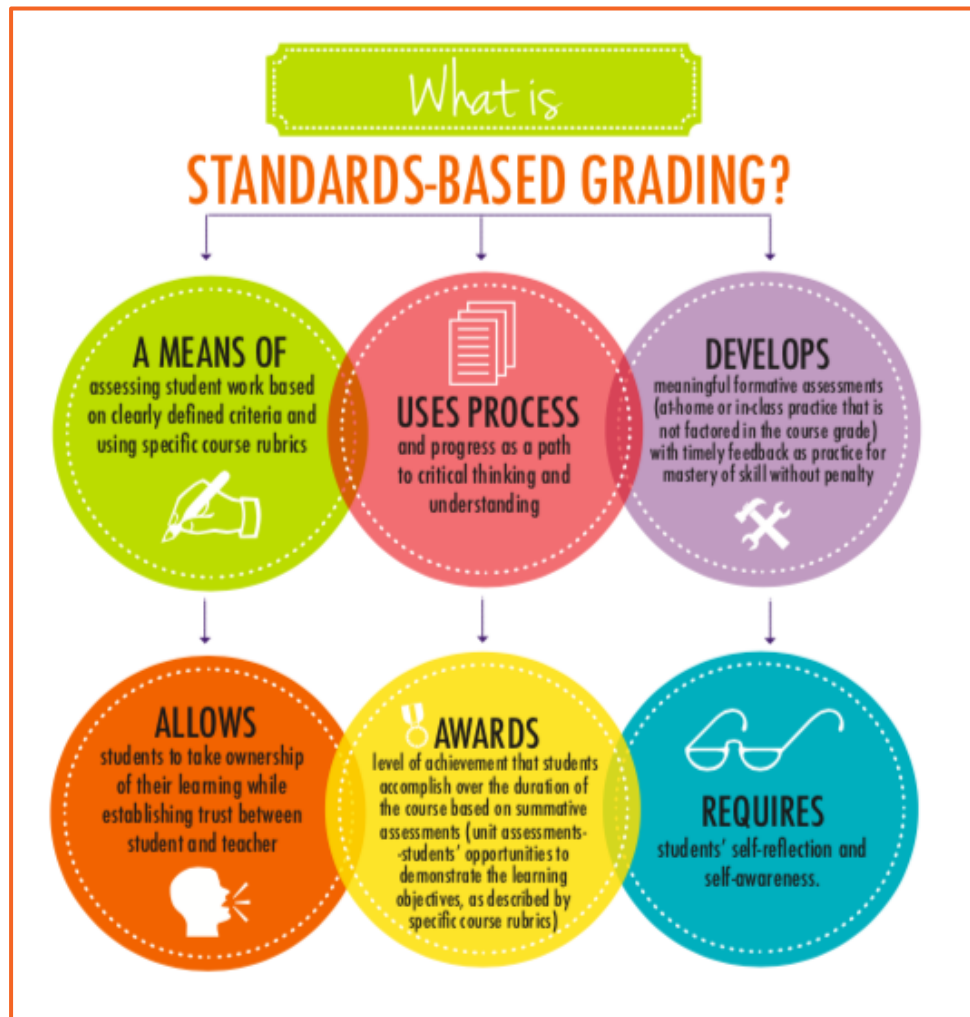 What is
STANDARDS-BASED GRADING?
A MEANS OF
assessing student work based
on clearly defined criteria and
using specific course rubrics
USES PROCESS
and progress as a path
to critical thinking and
understanding
DEVELOPS
meaningful formative assessments
(at-home or in-class practice that is
not factored in the course grade)
with timely feedback as practice for
mastery of skill without penalty
ALLOWS
students to take ownership
of their learning while
establishing trust between
student and teacher
AWARDS
level of achievement that students
accomplish over the duration of
the course based on summative
assessments (unit assessments-
-students' opportunities to
demonstrate the learning
objectives, as described by
specific course rubrics)
REQUIRES
students' self-reflection and
self-awareness.